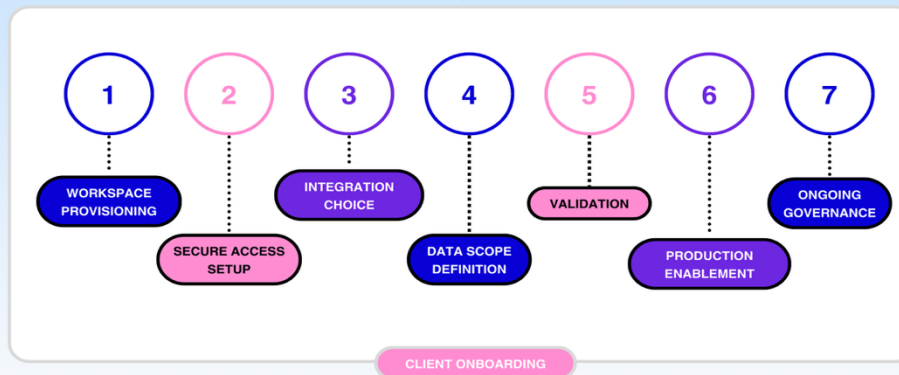 1
2
3
4
5
6
7
WORKSPACE
PROVISIONING
SECURE ACCESS
SETUP
INTEGRATION
CHOICE
DATA SCOPE
DEFINITION
VALIDATION
PRODUCTION
ENABLEMENT
ONGOING
GOVERNANCE
CLIENT ONBOARDING